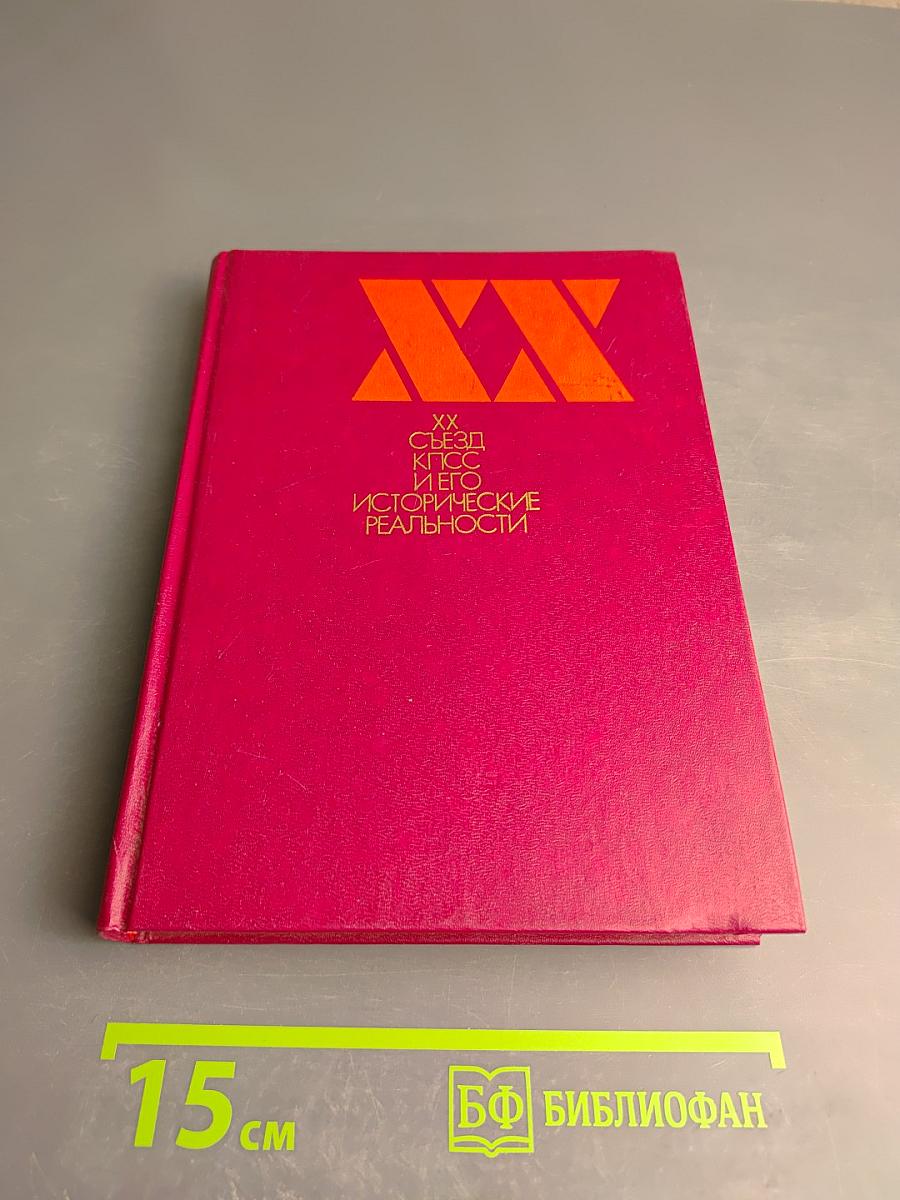 XX
XX
СЪЕЗД
КПСС
И ЕГО
ИСТОРИЧЕСКИЕ
РЕАЛЬНОСТИ
15 см
БФ БИБЛИОФАН